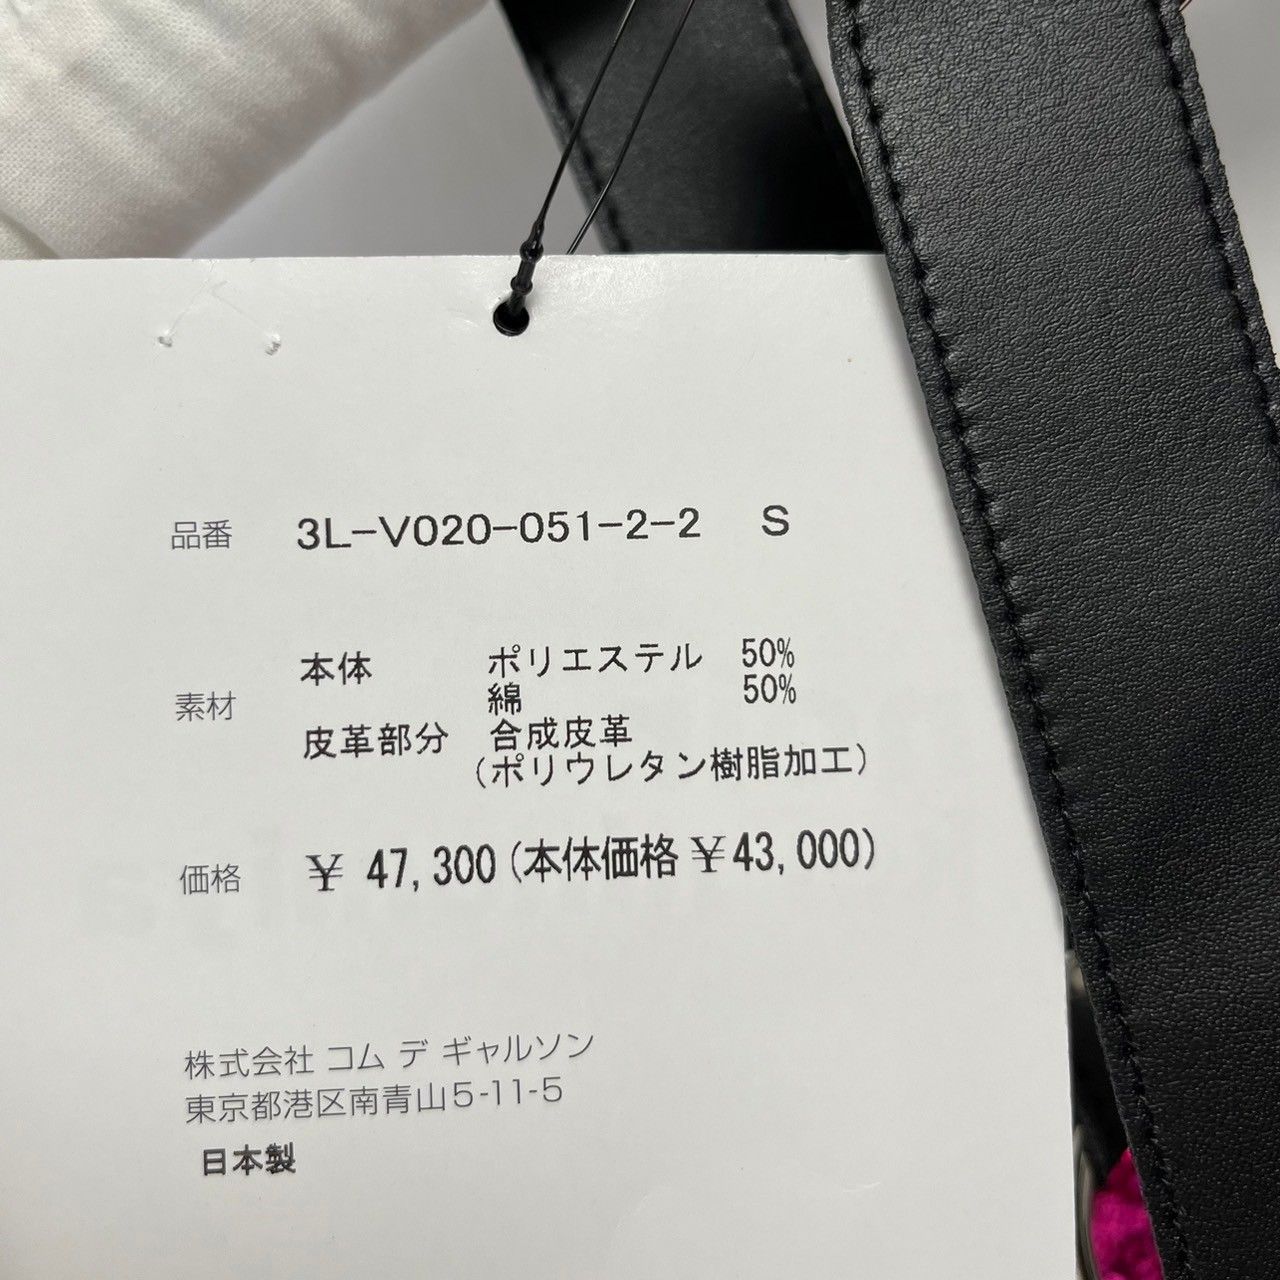 品番 3L-V020-051-2-2 S
素材 本体 ポリエステル 50%
綿 50%
皮革部分 合成皮革
(ポリウレタン樹脂加工)
価格 ¥ 47,300(本体価格 ¥43,000)
株式会社 コム デ ギャルソン
東京都港区南青山5-11-5
日本製